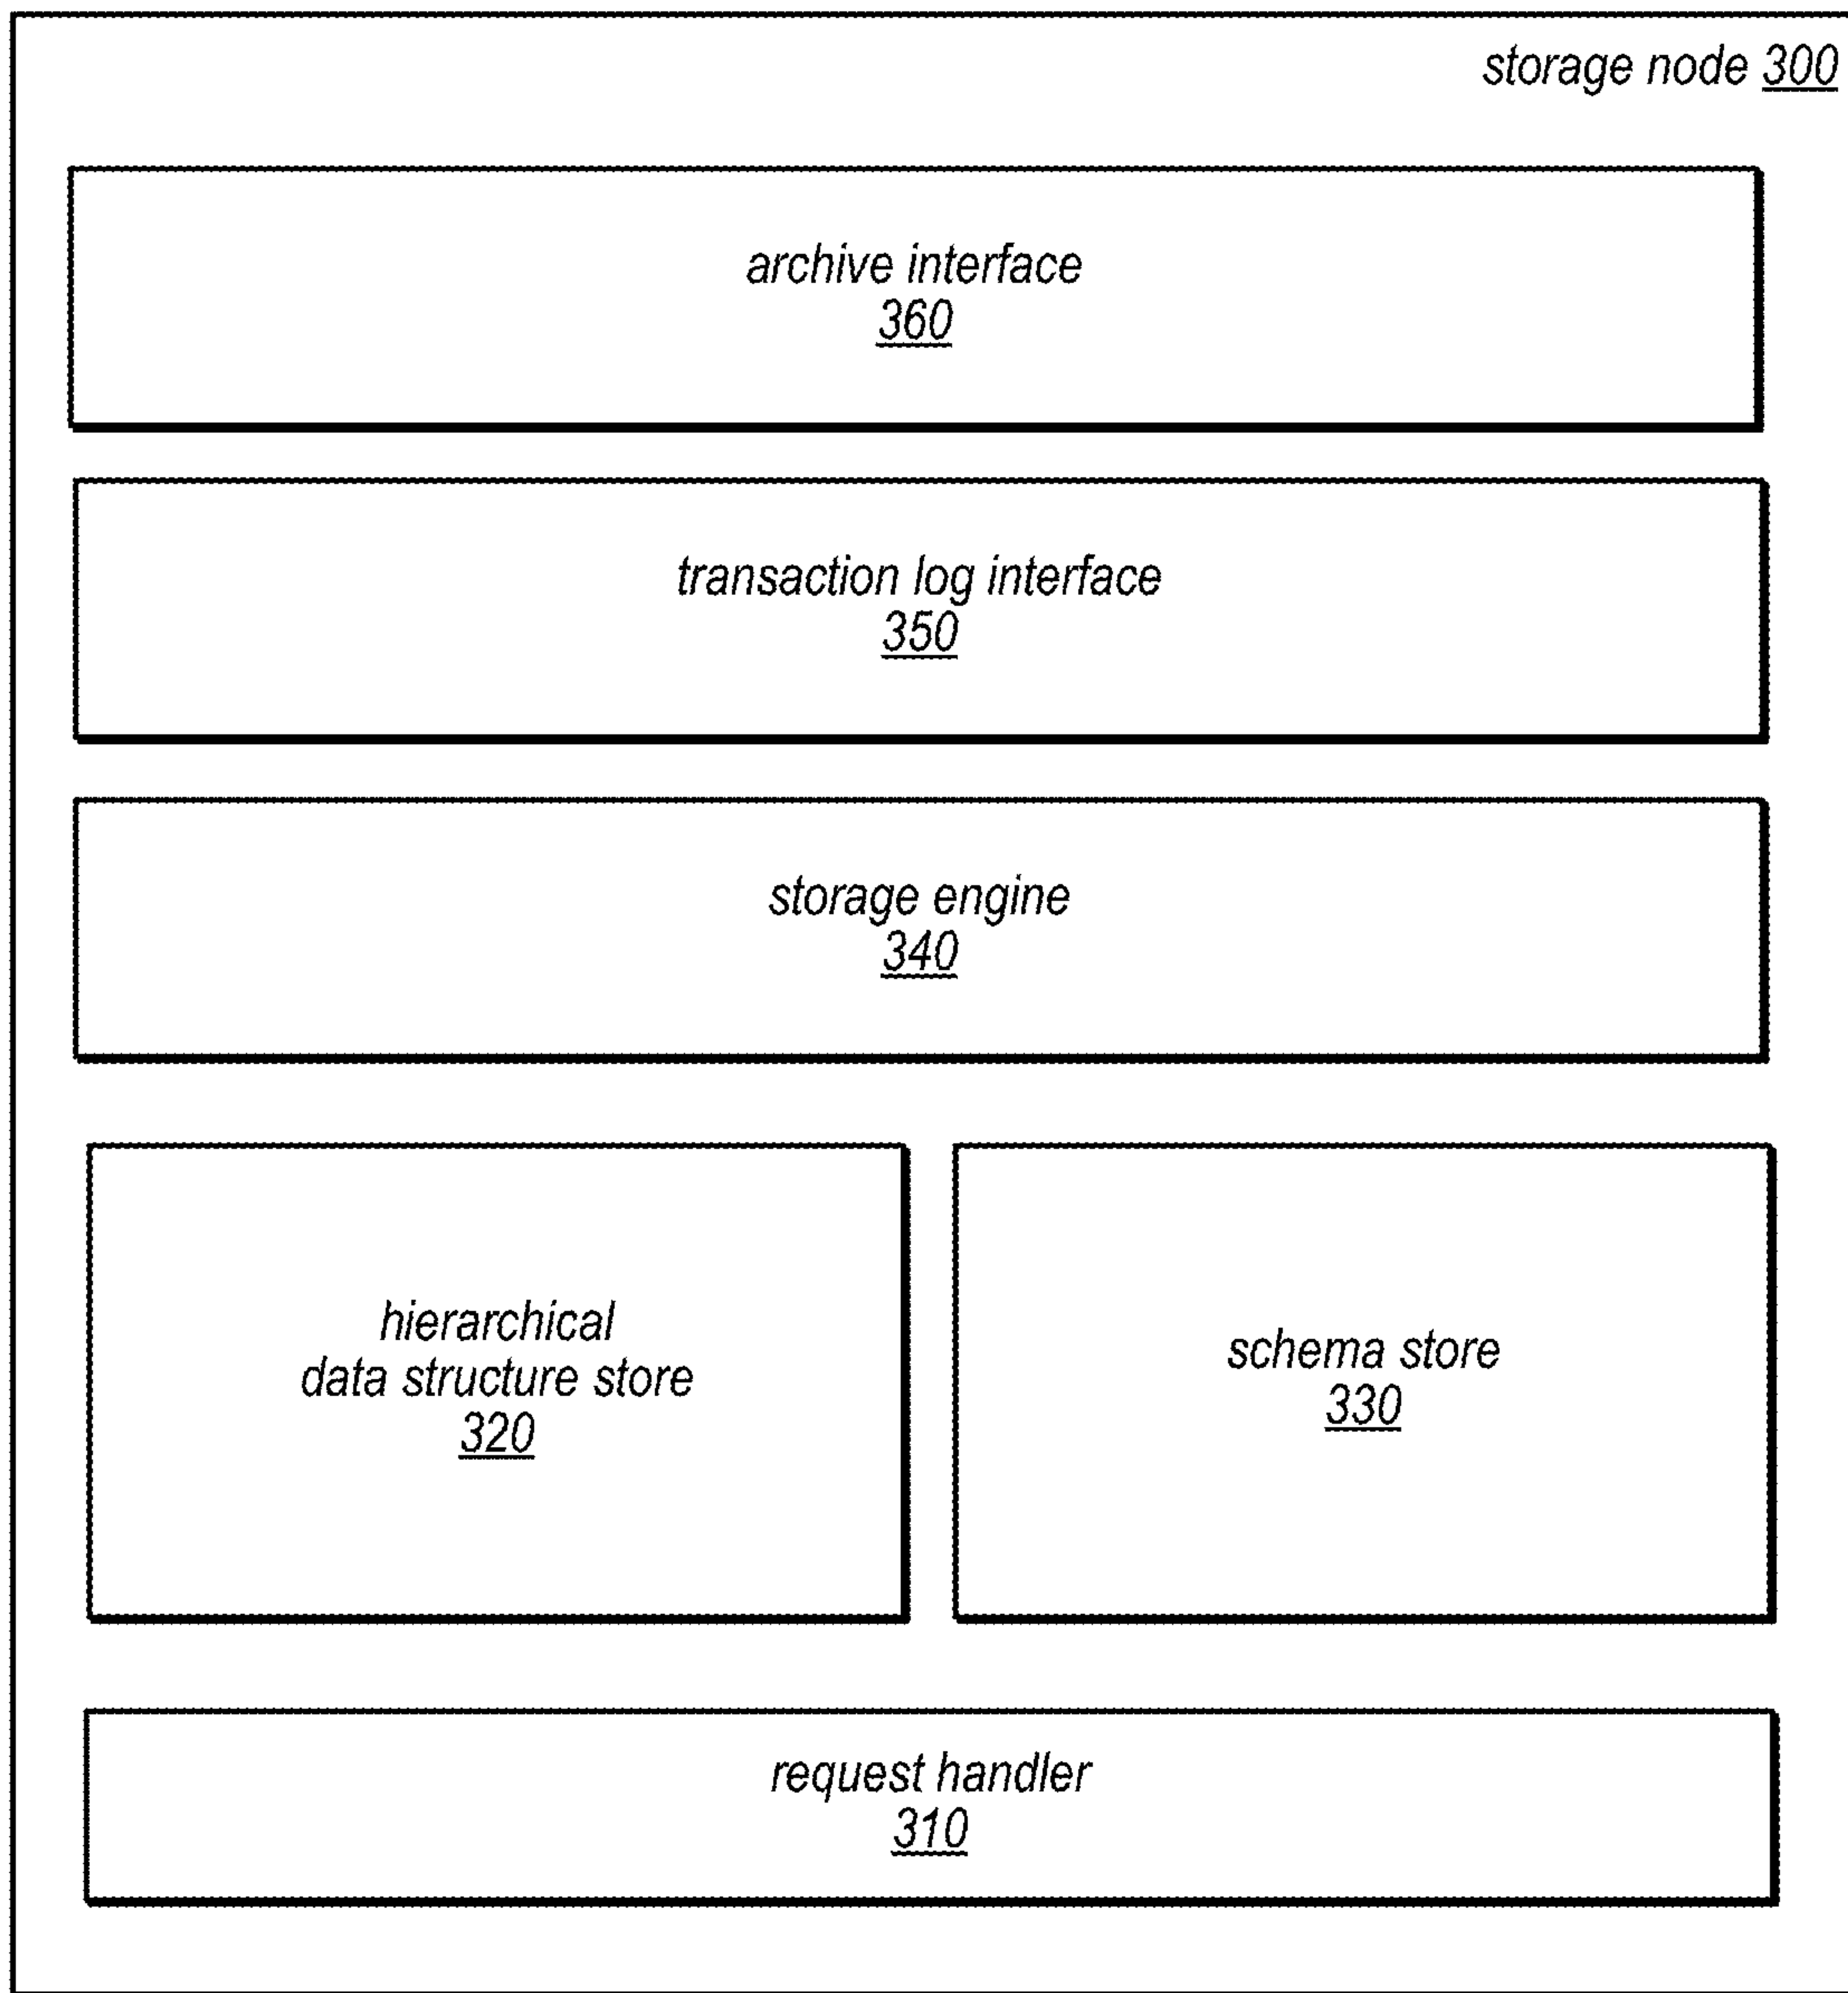 storage node 300
archive interface
360
transaction log interface
350
storage engine
340
hierarchical
data structure store
320
schema store
330
request handler
310